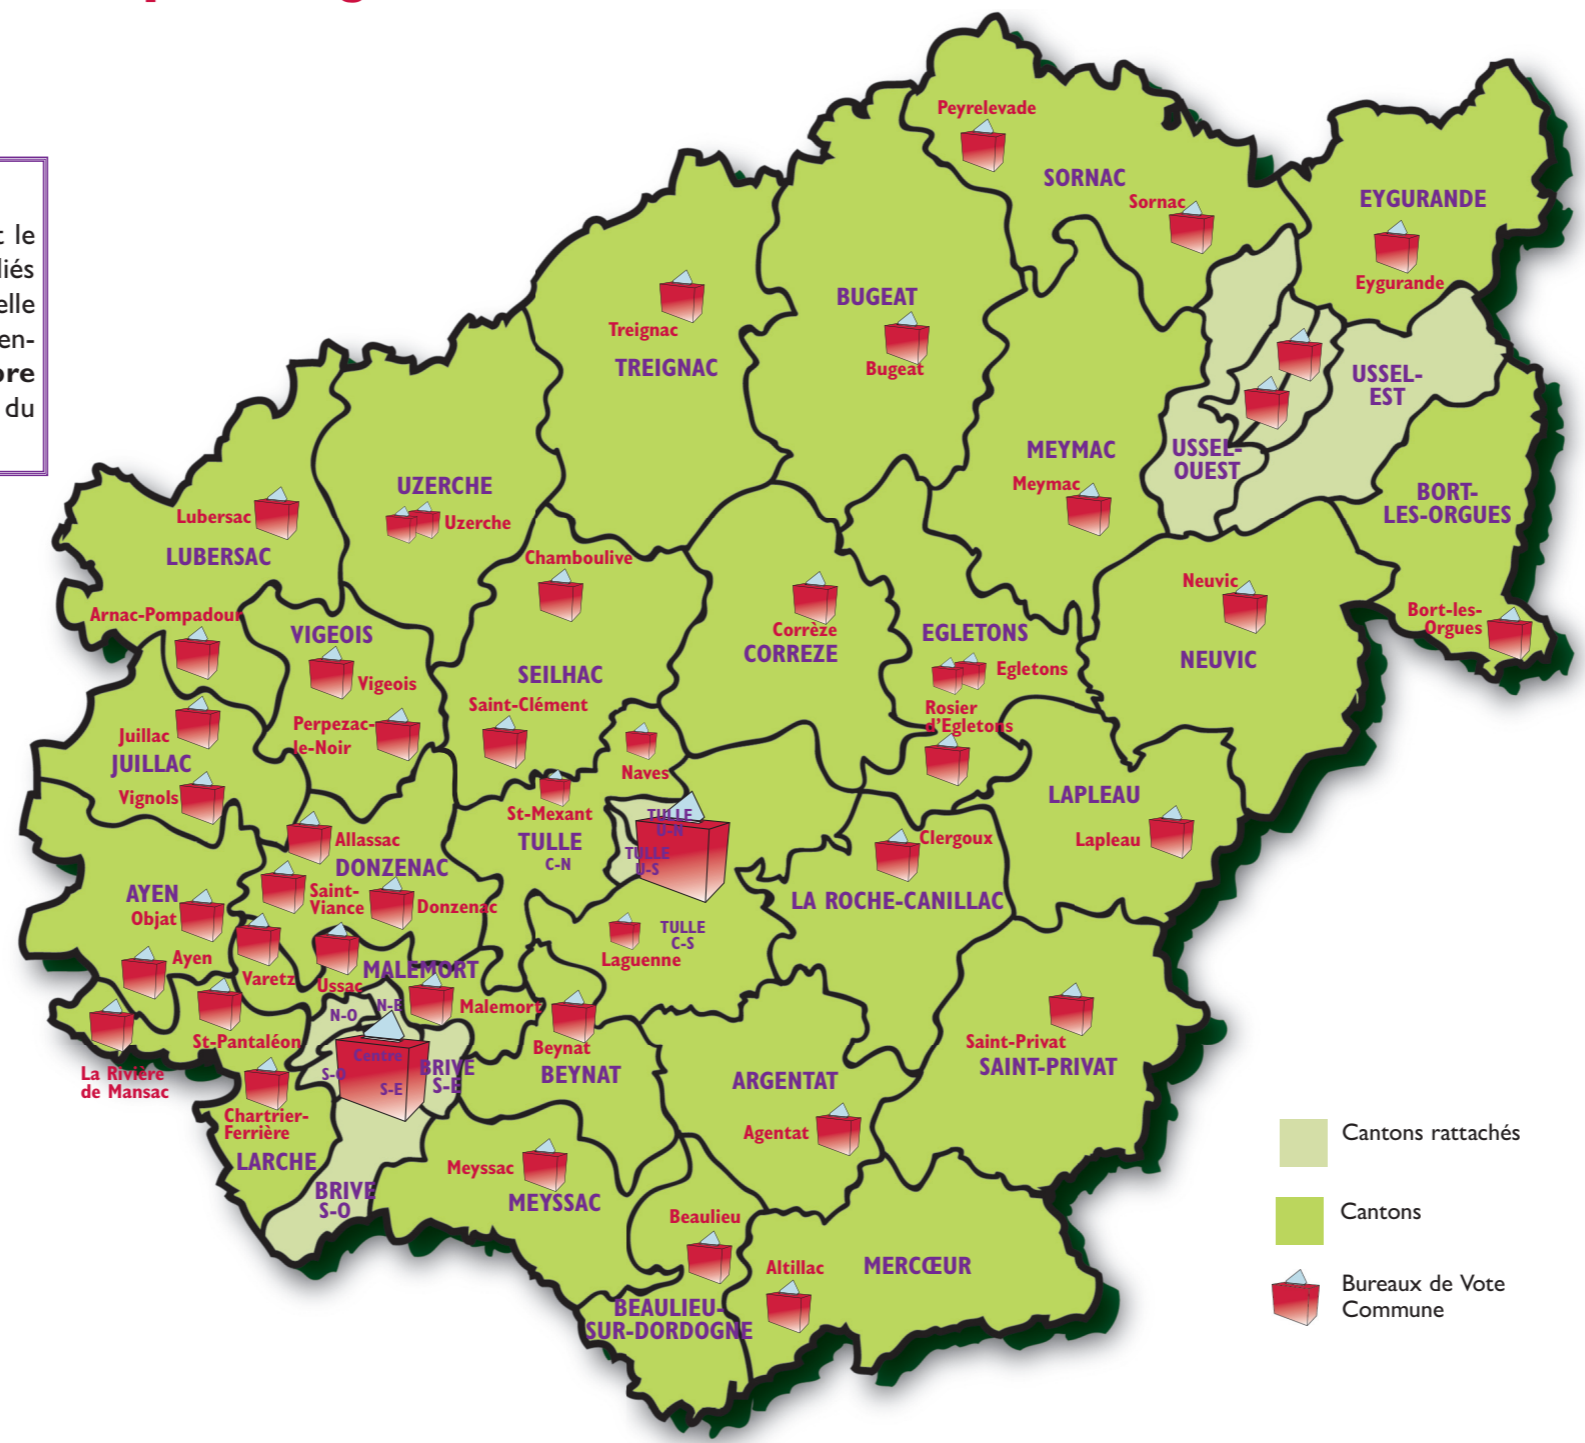 t le
liés
elle
en-
bre
du
Peyrelevade
SORNAC
Sornac
EYGURANDE
Eygurande
BUGEAT
Bugeat
Treignac
TREIGNAC
USSEL-
EST
USSEL-
OUEST
MEYMAC
Meymac
BORT-
LES-ORGUES
Bort-les-
Orgues
UZERCHE
Uzerche
Lubersac
LUBERSAC
Chamboulive
Neuvic
NEUVIC
Arnac-Pompadour
VIGEOIS
Vigeois
Corrèze
CORREZE
EGLETONS
Egletons
Rosier
d'Egletons
SEILHAC
Saint-Clément
Perpezac-
le-Noir
Juillac
JUILLAC
Vignols
Naves
St-Mexant
TULLE
C-N
TULLE
U-N
TULLE
U-S
LAPLEAU
Lapleau
Clergoux
LA ROCHE-CANILLAC
Allassac
DONZENAC
Saint-
Viance
Donzenac
AYEN
Objat
Ayen
Varetz
Ussac
MALEMORT
Malemort
TULLE
C-S
Laguenne
N-E
N-O
Centre
S-O
S-E
BRIVE
S-E
St-Pantaléon
La Rivière
de Mansac
Beynat
BEYNAT
Saint-Privat
SAINT-PRIVAT
ARGENTAT
Agentat
Chartrier-
Ferrière
LARCHE
BRIVE
S-O
Meyssac
MEYSSAC
Beaulieu
BEAULIEU-
SUR-DORDOGNE
Altillac
MERCŒUR
Cantons rattachés
Cantons
Bureaux de Vote
Commune